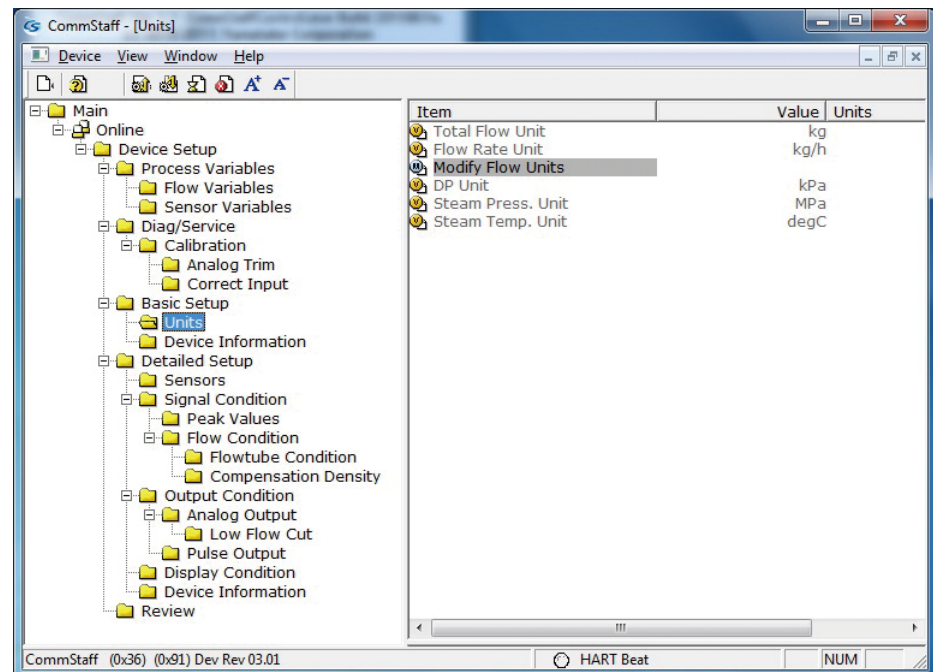 CommStaff - [Units]
Device View Window Help
Main
Online
Device Setup
Process Variables
Flow Variables
Sensor Variables
Diag/Service
Calibration
Analog Trim
Correct Input
Basic Setup
Units
Device Information
Detailed Setup
Sensors
Signal Condition
Peak Values
Flow Condition
Flowtube Condition
Compensation Density
Output Condition
Analog Output
Low Flow Cut
Pulse Output
Display Condition
Device Information
Review
Item Value Units
Total Flow Unit kg
Flow Rate Unit kg/h
Modify Flow Units
DP Unit kPa
Steam Press. Unit MPa
Steam Temp. Unit degC
CommStaff (0x36) (0x91) Dev Rev 03.01 HART Beat NUM